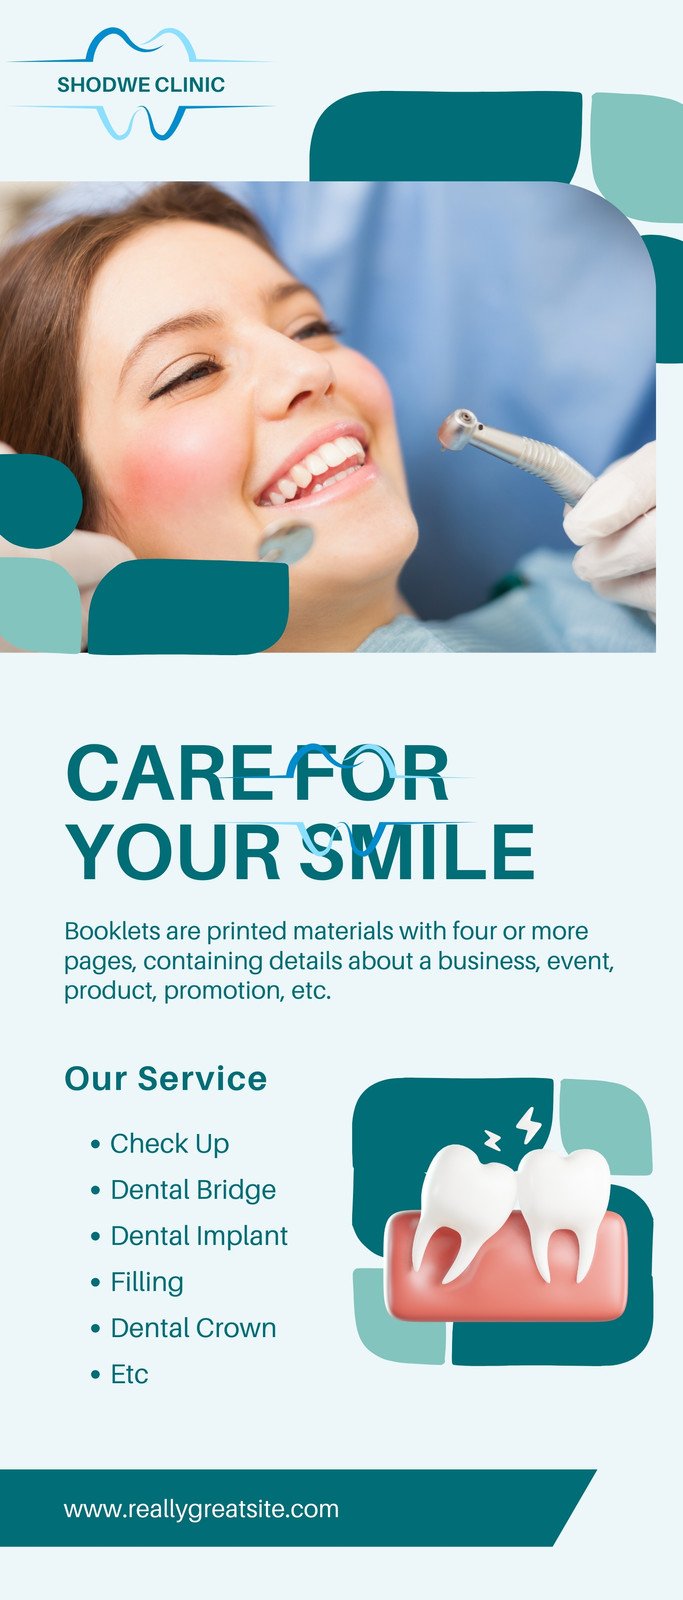 SHODWE CLINIC
CARE FOR
YOUR SMILE
Booklets are printed materials with four or more
pages, containing details about a business, event,
product, promotion, etc.
Our Service
• Check Up
• Dental Bridge
• Dental Implant
• Filling
• Dental Crown
• Etc
www.reallygreatsite.com